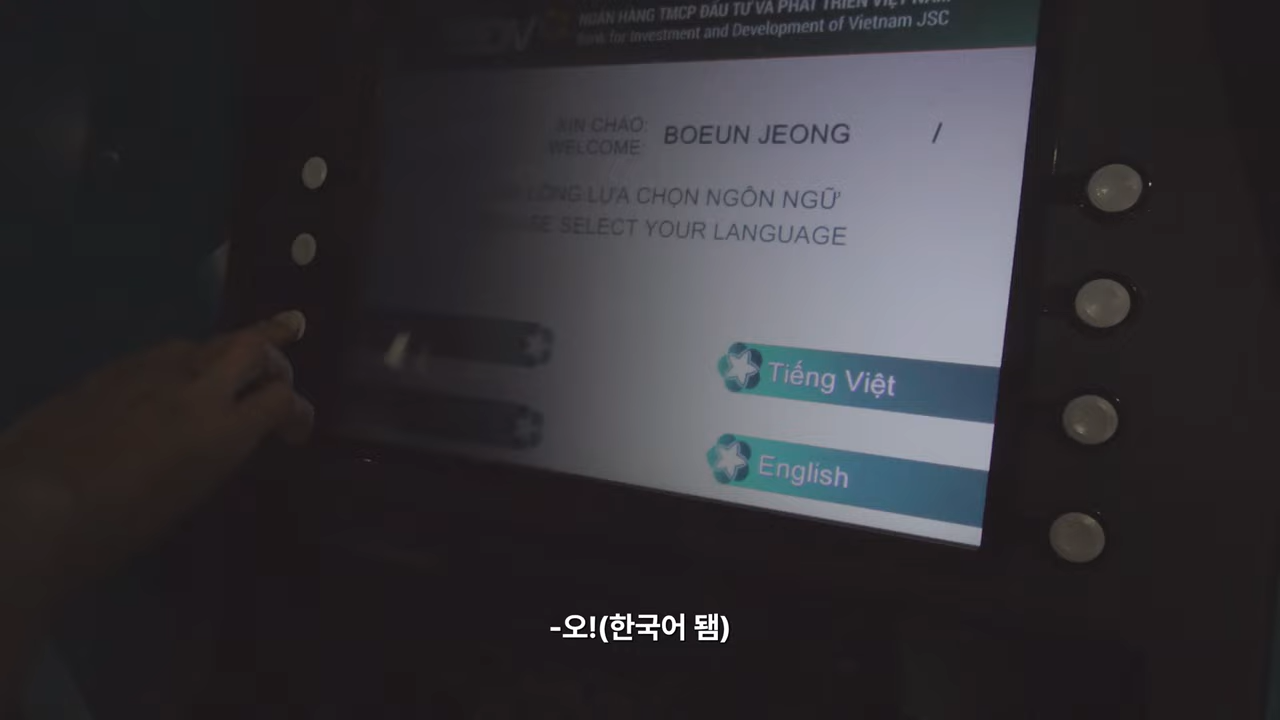 NGÂN HÀNG TMCP ĐẦU TƯ VÀ PHÁT TRIỂN VIỆT NAM
Bank for Investment and Development of Vietnam JSC
XIN CHÀO:
WELCOME: BOEUN JEONG /
LÒNG LỰA CHỌN NGÔN NGỮ
SELECT YOUR LANGUAGE
Tiếng Việt
English
-오!(한국어 됌)